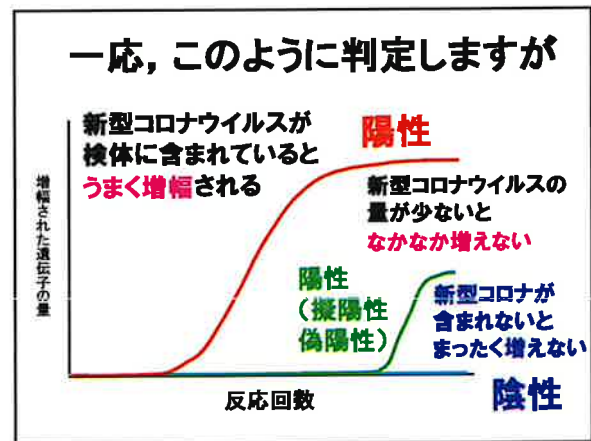 一応，このように判定しますが
新型コロナウイルスが
検体に含まれていると
うまく増幅される
陽性
新型コロナウイルスの
量が少ないと
なかなか増えない
陽性
（擬陽性
偽陽性）
新型コロナが
含まれないと
まったく増えない
陰性
増幅された遺伝子の量
反応回数